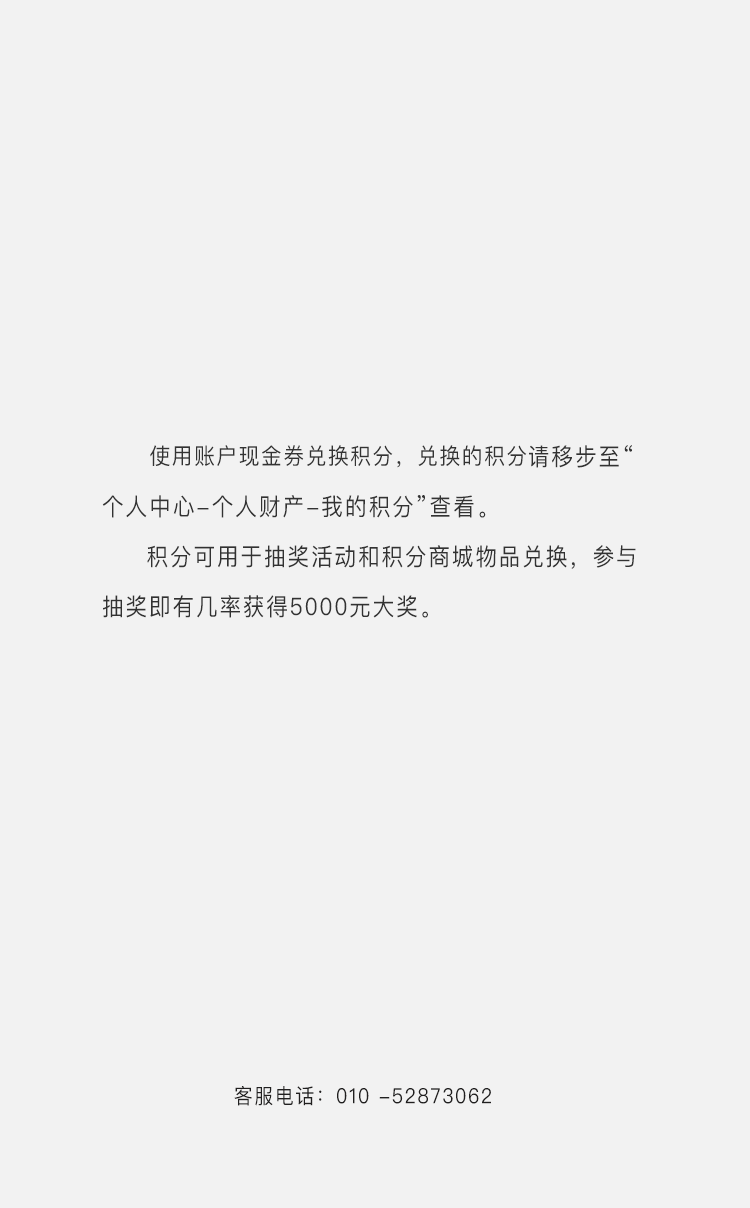 使用账户现金券兑换积分，兑换的积分请移步至“
个人中心-个人财产-我的积分”查看。
积分可用于抽奖活动和积分商城物品兑换，参与
抽奖即有几率获得5000元大奖。
客服电话：010 -52873062